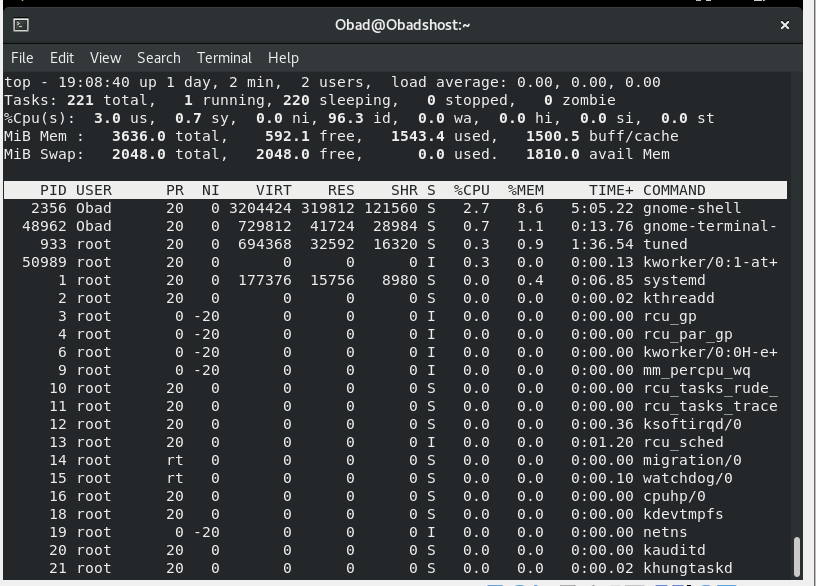 Obad@Obadshost:~
File Edit View Search Terminal Help
top - 19:08:40 up 1 day, 2 min, 2 users, load average: 0.00, 0.00, 0.00
Tasks: 221 total, 1 running, 220 sleeping, 0 stopped, 0 zombie
%Cpu(s): 3.0 us, 0.7 sy, 0.0 ni, 96.3 id, 0.0 wa, 0.0 hi, 0.0 si, 0.0 st
MiB Mem : 3636.0 total, 592.1 free, 1543.4 used, 1500.5 buff/cache
MiB Swap: 2048.0 total, 2048.0 free, 0.0 used. 1810.0 avail Mem
PID USER PR NI VIRT RES SHR S %CPU %MEM TIME+ COMMAND
2356 Obad 20 0 3204424 319812 121560 S 2.7 8.6 5:05.22 gnome-shell
48962 Obad 20 0 729812 41724 28984 S 0.7 1.1 0:13.76 gnome-terminal-
933 root 20 0 694368 32592 16320 S 0.3 0.9 1:36.54 tuned
50989 root 20 0 0 0 0 I 0.3 0.0 0:00.13 kworker/0:1-at+
1 root 20 0 177376 15756 8980 S 0.0 0.4 0:06.85 systemd
2 root 20 0 0 0 0 S 0.0 0.0 0:00.02 kthreadd
3 root 0 -20 0 0 0 I 0.0 0.0 0:00.00 rcu_gp
4 root 0 -20 0 0 0 I 0.0 0.0 0:00.00 rcu_par_gp
6 root 0 -20 0 0 0 I 0.0 0.0 0:00.00 kworker/0:0H-e+
9 root 0 -20 0 0 0 I 0.0 0.0 0:00.00 mm_percpu_wq
10 root 20 0 0 0 0 S 0.0 0.0 0:00.00 rcu_tasks_rude_
11 root 20 0 0 0 0 S 0.0 0.0 0:00.00 rcu_tasks_trace
12 root 20 0 0 0 0 S 0.0 0.0 0:00.36 ksoftirqd/0
13 root 20 0 0 0 0 I 0.0 0.0 0:01.20 rcu_sched
14 root rt 0 0 0 0 S 0.0 0.0 0:00.00 migration/0
15 root rt 0 0 0 0 S 0.0 0.0 0:00.10 watchdog/0
16 root 20 0 0 0 0 S 0.0 0.0 0:00.00 cpuhp/0
18 root 20 0 0 0 0 S 0.0 0.0 0:00.00 kdevtmpfs
19 root 0 -20 0 0 0 I 0.0 0.0 0:00.00 netns
20 root 20 0 0 0 0 S 0.0 0.0 0:00.00 kauditd
21 root 20 0 0 0 0 S 0.0 0.0 0:00.02 khungtaskd